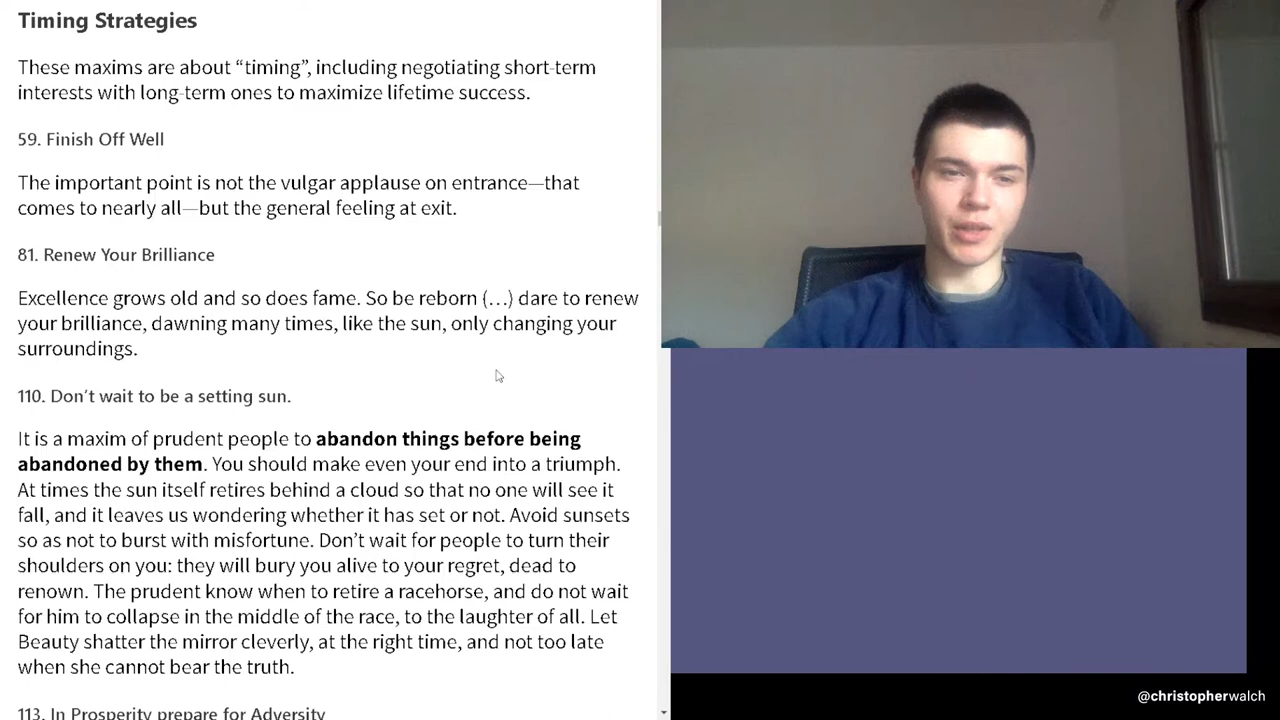 Timing Strategies
These maxims are about “timing”, including negotiating short-term
interests with long-term ones to maximize lifetime success.
59. Finish Off Well
The important point is not the vulgar applause on entrance—that
comes to nearly all—but the general feeling at exit.
81. Renew Your Brilliance
Excellence grows old and so does fame. So be reborn (…) dare to renew
your brilliance, dawning many times, like the sun, only changing your
surroundings.
110. Don’t wait to be a setting sun.
It is a maxim of prudent people to abandon things before being
abandoned by them. You should make even your end into a triumph.
At times the sun itself retires behind a cloud so that no one will see it
fall, and it leaves us wondering whether it has set or not. Avoid sunsets
so as not to burst with misfortune. Don’t wait for people to turn their
shoulders on you: they will bury you alive to your regret, dead to
renown. The prudent know when to retire a racehorse, and do not wait
for him to collapse in the middle of the race, to the laughter of all. Let
Beauty shatter the mirror cleverly, at the right time, and not too late
when she cannot bear the truth.
113. In Prosperity prepare for Adversity
@christopherwalch